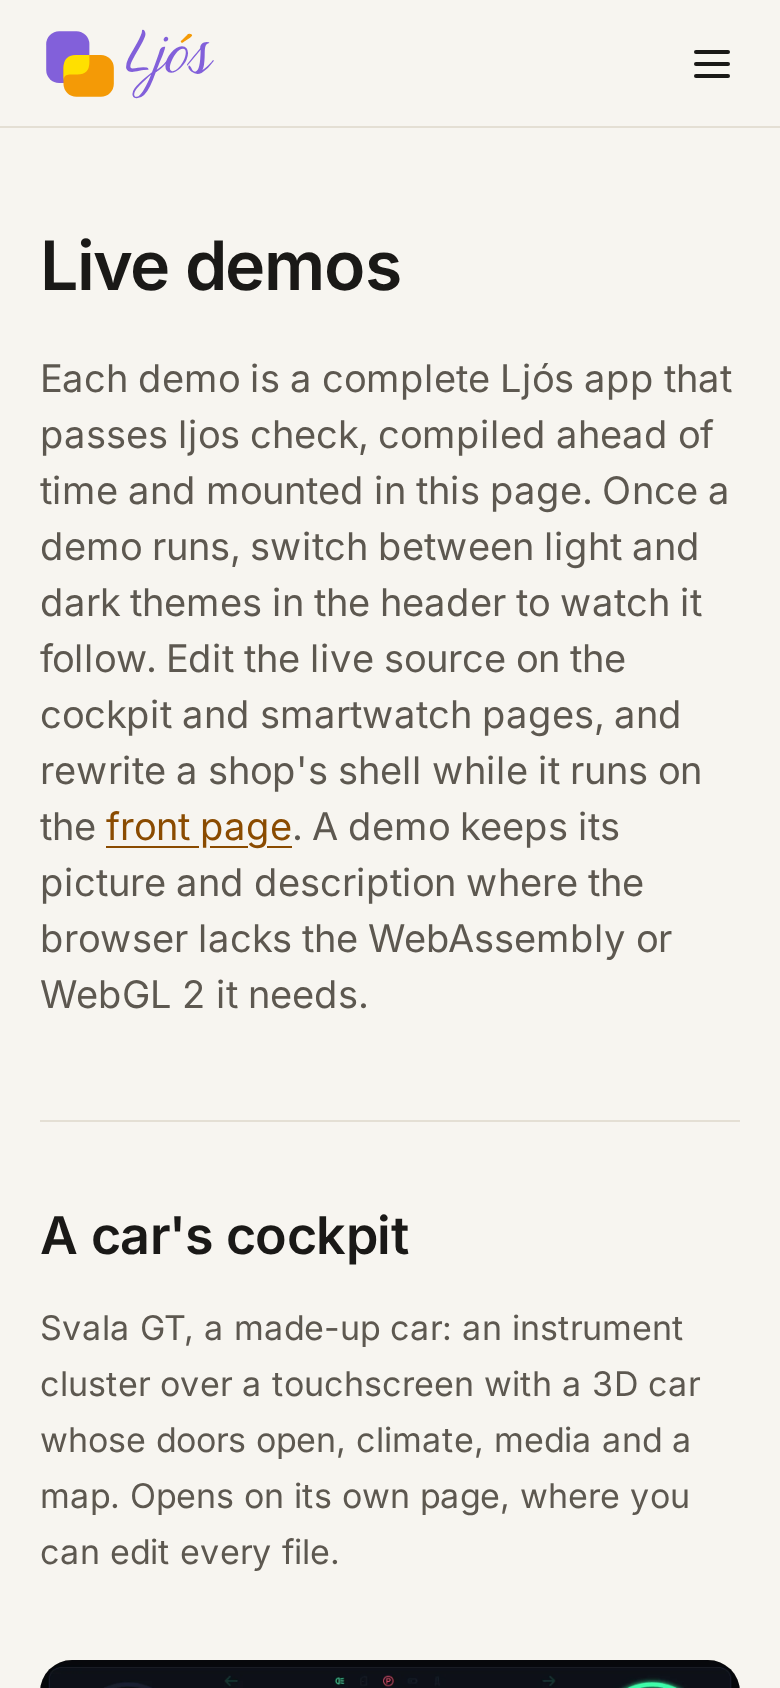 Ljós
Live demos
Each demo is a complete Ljós app that
passes ljos check, compiled ahead of
time and mounted in this page. Once a
demo runs, switch between light and
dark themes in the header to watch it
follow. Edit the live source on the
cockpit and smartwatch pages, and
rewrite a shop's shell while it runs on
the front page. A demo keeps its
picture and description where the
browser lacks the WebAssembly or
WebGL 2 it needs.
A car's cockpit
Svala GT, a made-up car: an instrument
cluster over a touchscreen with a 3D car
whose doors open, climate, media and a
map. Opens on its own page, where you
can edit every file.